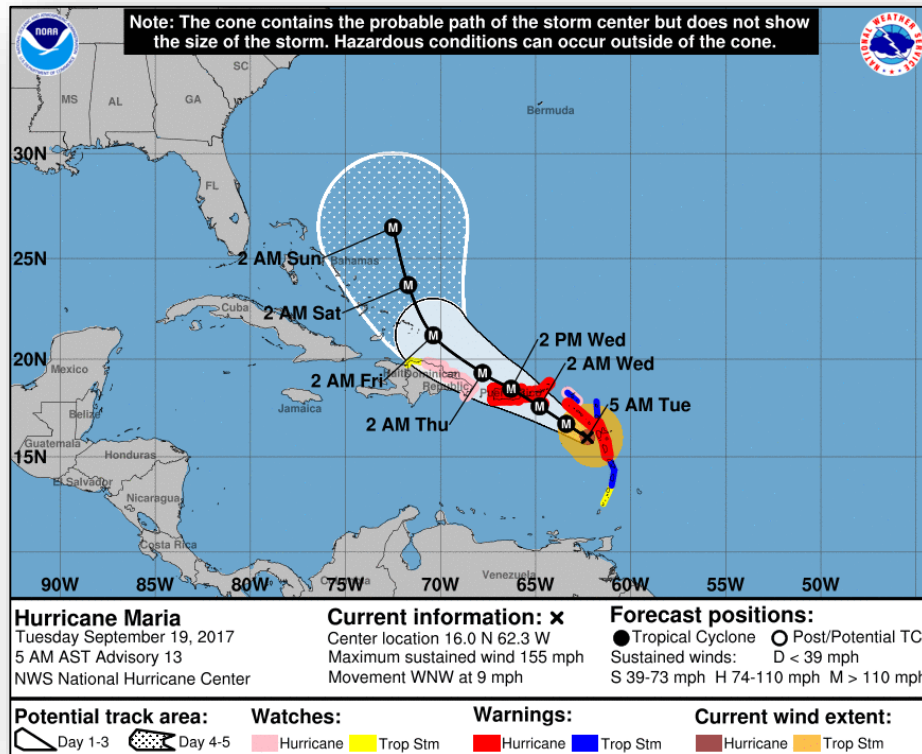 Note: The cone contains the probable path of the storm center but does not show
the size of the storm. Hazardous conditions can occur outside of the cone.
NOAA
NATIONAL WEATHER SERVICE
SC
MS
AL
GA
Bermuda
30N
FL
25N
2 AM Sun
Bahamas
Cuba
2 AM Sat
2 PM Wed
20N
2 AM Wed
Mexico
2 AM Fri
Haiti
Dominican
Republic
Jamaica
2 AM Thu
5 AM Tue
Belize
Guatemala
Honduras
15N
El Salvador
Nicaragua
Costa Rica
Venezuela
90W 85W 80W 75W 70W 65W 60W 55W 50W
Hurricane Maria
Tuesday September 19, 2017
5 AM AST Advisory 13
NWS National Hurricane Center
Current information: x
Center location 16.0 N 62.3 W
Maximum sustained wind 155 mph
Movement WNW at 9 mph
Forecast positions:
Tropical Cyclone Post/Potential TC
Sustained winds: D < 39 mph
S 39-73 mph H 74-110 mph M > 110 mph
Potential track area:
Day 1-3 Day 4-5
Watches:
Hurricane Trop Stm
Warnings:
Hurricane Trop Stm
Current wind extent:
Hurricane Trop Stm